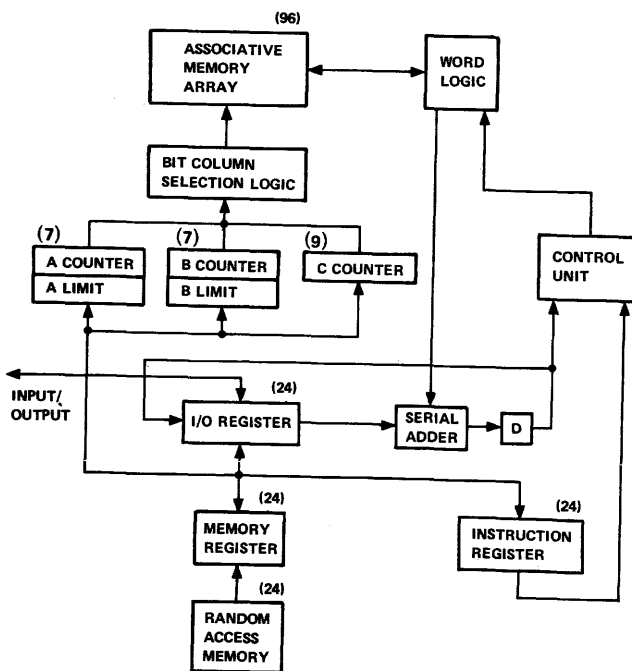 (96)
ASSOCIATIVE
MEMORY
ARRAY
WORD
LOGIC
BIT COLUMN
SELECTION LOGIC
(7)
A COUNTER
A LIMIT
(7)
B COUNTER
B LIMIT
(9)
C COUNTER
CONTROL
UNIT
INPUT/
OUTPUT
(24)
I/O REGISTER
SERIAL
ADDER
D
(24)
MEMORY
REGISTER
(24)
INSTRUCTION
REGISTER
(24)
RANDOM
ACCESS
MEMORY